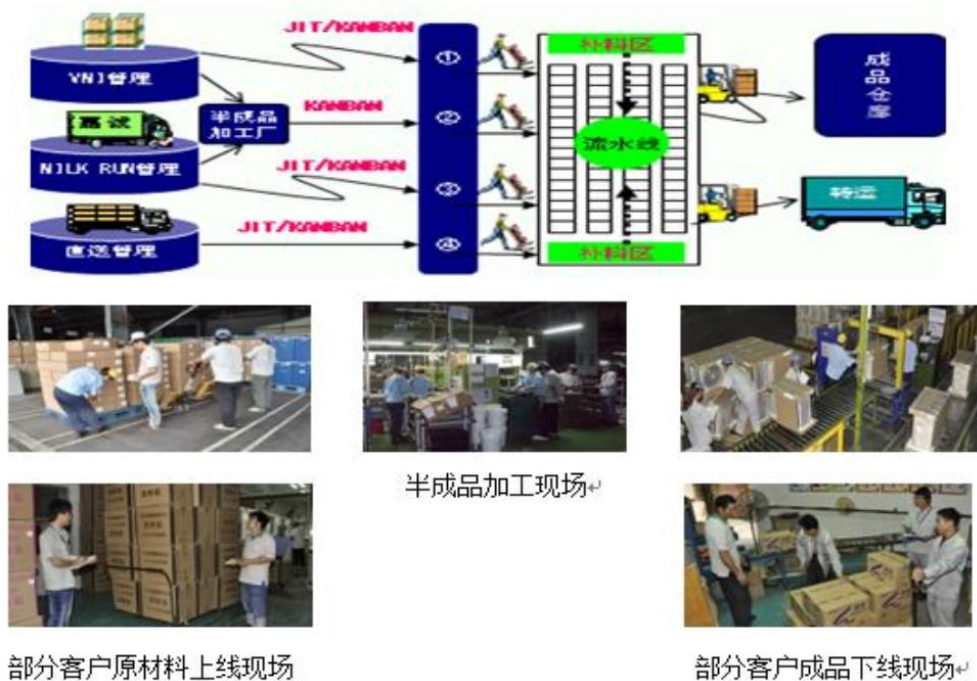 JIT/KANBAN
VNI管理
KANBAN
半成品
加工厂
嘉诚
NILK RUN管理
JIT/KANBAN
直送管理
JIT/KANBAN
①
②
③
④
补料区
流水线
补料区
成品仓库
转运
半成品加工现场
部分客户原材料上线现场
部分客户成品下线现场